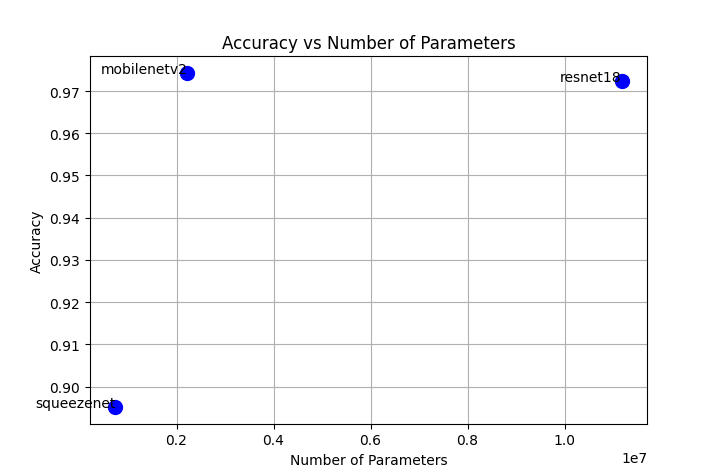 Accuracy vs Number of Parameters
mobilenetv2
resnet18
squeezenet
Accuracy
0.97
0.96
0.95
0.94
0.93
0.92
0.91
0.90
0.2
0.4
0.6
0.8
1.0
1e7
Number of Parameters